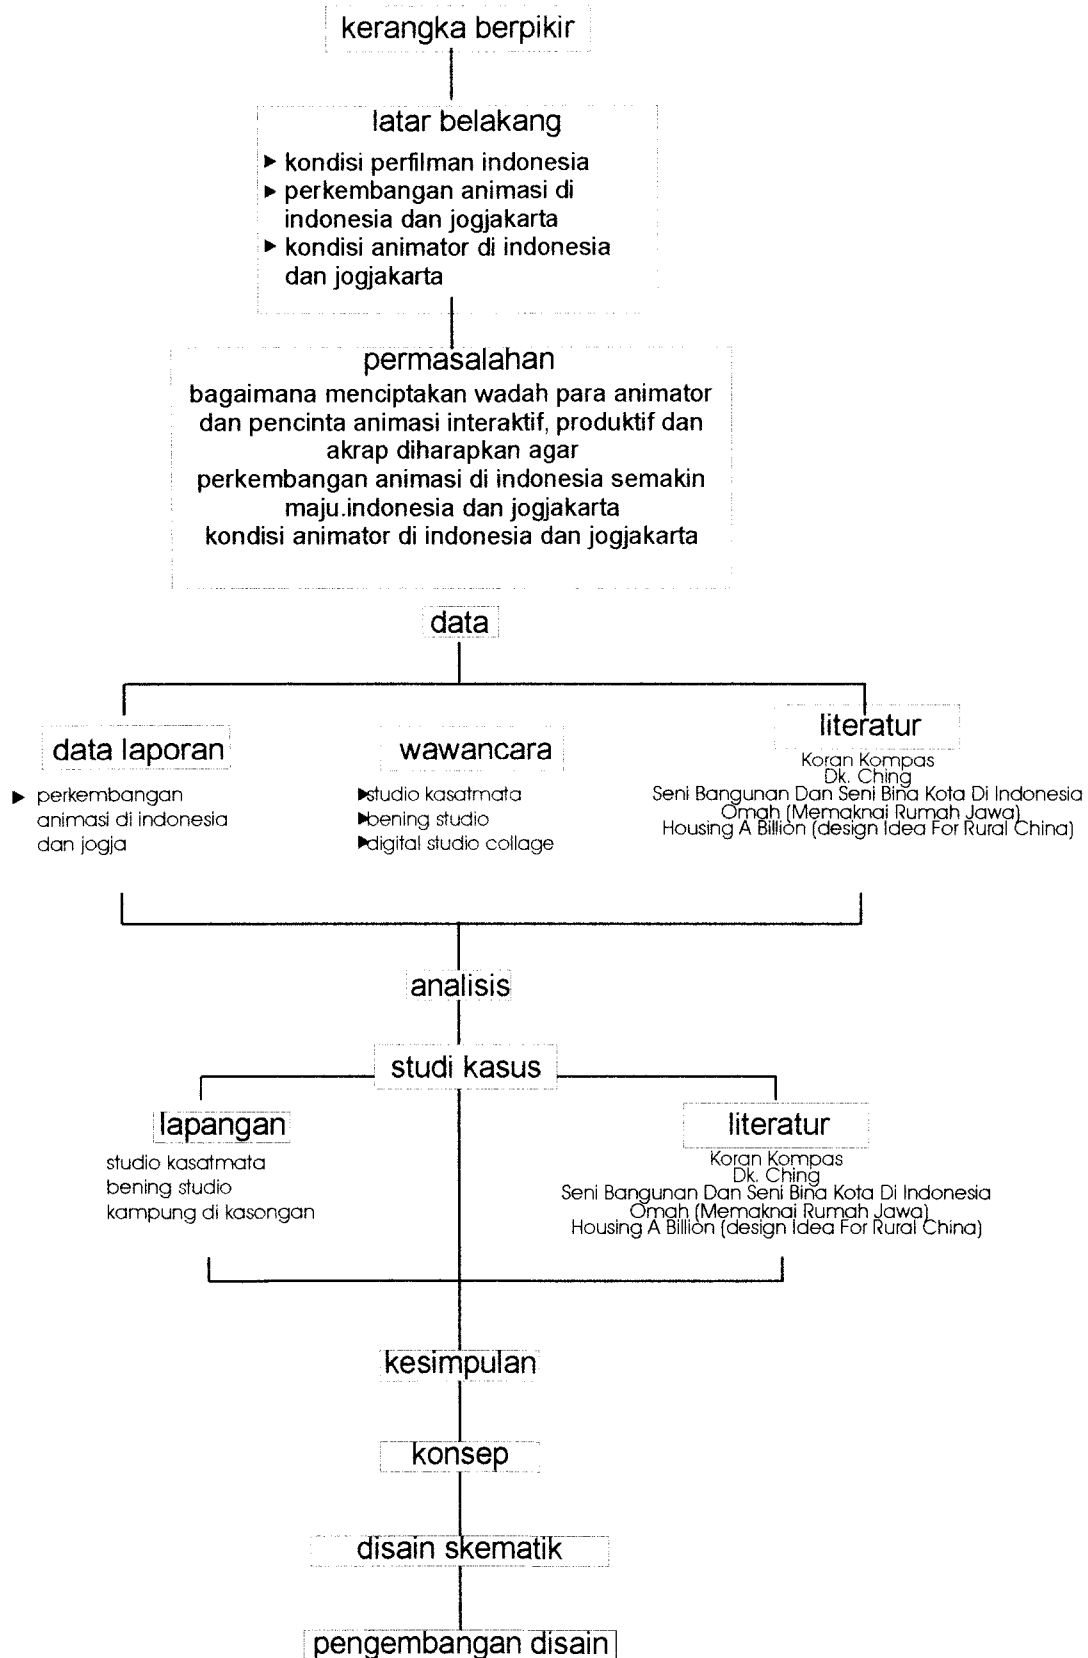 kerangka berpikir
latar belakang
▶ kondisi perfilman indonesia
▶ perkembangan animasi di
indonesia dan jogjakarta
▶ kondisi animator di indonesia
dan jogjakarta
permasalahan
bagaimana menciptakan wadah para animator
dan pencinta animasi interaktif, produktif dan
akrap diharapkan agar
perkembangan animasi di indonesia semakin
maju.indonesia dan jogjakarta
kondisi animator di indonesia dan jogjakarta
data
data laporan
▶ perkembangan
animasi di indonesia
dan jogja
wawancara
▶studio kasatmata
▶bening studio
▶digital studio collage
literatur
Koran Kompas
Dk. Ching
Seni Bangunan Dan Seni Bina Kota Di Indonesia
Omah (Memaknai Rumah Jawa)
Housing A Billion (design Idea For Rural China)
analisis
studi kasus
lapangan
studio kasatmata
bening studio
kampung di kasongan
literatur
Koran Kompas
Dk. Ching
Seni Bangunan Dan Seni Bina Kota Di Indonesia
Omah (Memaknai Rumah Jawa)
Housing A Billion (design Idea For Rural China)
kesimpulan
konsep
disain skematik
pengembangan disain